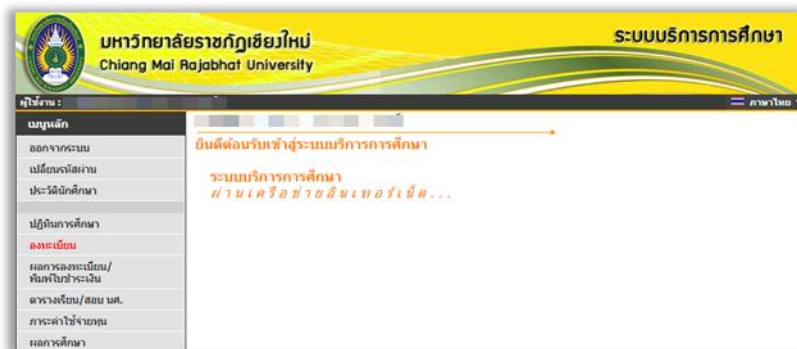 มหาวิทยาลัยราชภัฏเชียงใหม่
Chiang Mai Rajabhat University
ระบบบริการการศึกษา
ผู้ใช้งาน :
ภาษาไทย
เมนูหลัก
ออกจากระบบ
เปลี่ยนรหัสผ่าน
ประวัตินักศึกษา
ปฏิทินการศึกษา
ลงทะเบียน
ผลการลงทะเบียน/
พิมพ์ใบชำระเงิน
ตารางเรียน/สอบ นศ.
ภาระค่าใช้จ่ายทุน
ผลการศึกษา
ยินดีต้อนรับเข้าสู่ระบบบริการการศึกษา
ระบบบริการการศึกษา
ผ่านเครือข่ายอินเทอร์เน็ต...